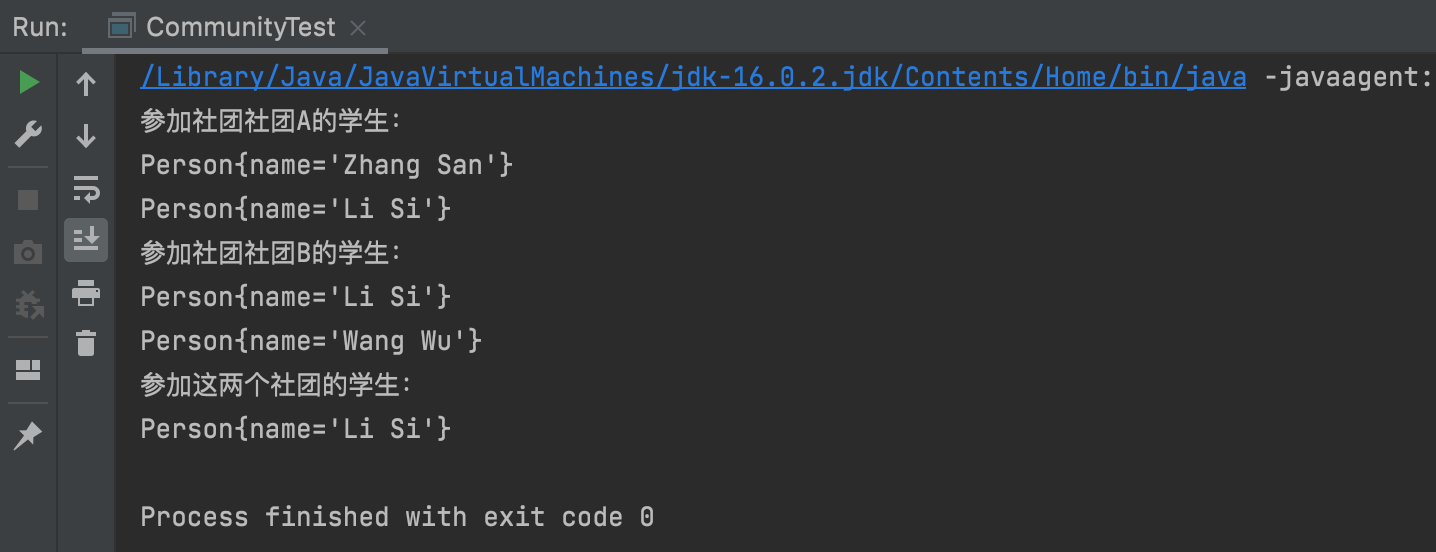 Run: CommunityTest
/Library/Java/JavaVirtualMachines/jdk-16.0.2.jdk/Contents/Home/bin/java -javaagent:
参加社团社团A的学生：
Person{name='Zhang San'}
Person{name='Li Si'}
参加社团社团B的学生：
Person{name='Li Si'}
Person{name='Wang Wu'}
参加这两个社团的学生：
Person{name='Li Si'}
Process finished with exit code 0